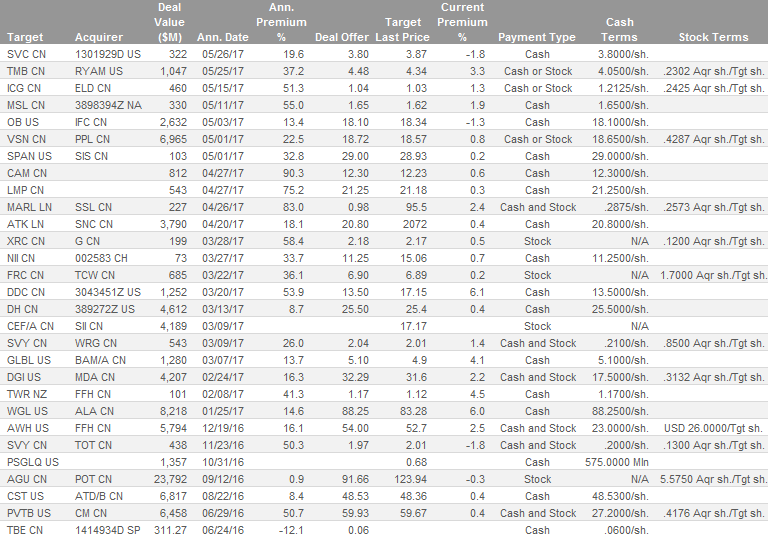 Deal Ann. Current
Value Premium Target Premium Cash
Target Acquirer ($M) Ann. Date % Deal Offer Last Price % Payment Type Terms Stock Terms
SVC CN 1301929D US 322 05/26/17 19.6 3.80 3.87 -1.8 Cash 3.8000/sh.
TMB CN RYAM US 1,047 05/25/17 37.2 4.48 4.34 3.3 Cash or Stock 4.0500/sh. .2302 Aqr sh./Tgt sh.
ICG CN ELD CN 460 05/15/17 51.3 1.04 1.03 1.3 Cash or Stock 1.2125/sh. .2425 Aqr sh./Tgt sh.
MSL CN 3898394Z NA 330 05/11/17 55.0 1.65 1.62 1.9 Cash 1.6500/sh.
OB US IFC CN 2,632 05/03/17 13.4 18.10 18.34 -1.3 Cash 18.1000/sh.
VSN CN PPL CN 6,965 05/01/17 22.5 18.72 18.57 0.8 Cash or Stock 18.6500/sh. .4287 Aqr sh./Tgt sh.
SPAN US SIS CN 103 05/01/17 32.8 29.00 28.93 0.2 Cash 29.0000/sh.
CAM CN 812 04/27/17 90.3 12.30 12.23 0.6 Cash 12.3000/sh.
LMP CN 543 04/27/17 75.2 21.25 21.18 0.3 Cash 21.2500/sh.
MARL LN SSL CN 227 04/26/17 83.0 0.98 95.5 2.4 Cash and Stock .2875/sh. .2573 Aqr sh./Tgt sh.
ATK LN SNC CN 3,790 04/20/17 18.1 20.80 2072 0.4 Cash 20.8000/sh.
XRC CN G CN 199 03/28/17 58.4 2.18 2.17 0.5 Stock N/A .1200 Aqr sh./Tgt sh.
NII CN 002583 CH 73 03/27/17 33.7 11.25 15.06 0.7 Cash 11.2500/sh.
FRC CN TCW CN 685 03/22/17 36.1 6.90 6.89 0.2 Stock N/A 1.7000 Aqr sh./Tgt sh.
DDC CN 3043451Z US 1,252 03/20/17 53.9 13.50 17.15 6.1 Cash 13.5000/sh.
DH CN 389272Z US 4,612 03/13/17 8.7 25.50 25.4 0.4 Cash 25.5000/sh.
CEF/A CN SII CN 4,189 03/09/17 17.17 Stock N/A
SVY CN WRG CN 543 03/09/17 26.0 2.04 2.01 1.4 Cash and Stock .2100/sh. .8500 Aqr sh./Tgt sh.
GLBL US BAM/A CN 1,280 03/07/17 13.7 5.10 4.9 4.1 Cash 5.1000/sh.
DGI US MDA CN 4,207 02/24/17 16.3 32.29 31.6 2.2 Cash and Stock 17.5000/sh. .3132 Aqr sh./Tgt sh.
TWR NZ FFH CN 101 02/08/17 41.3 1.17 1.12 4.5 Cash 1.1700/sh.
WGL US ALA CN 8,218 01/25/17 14.6 88.25 83.28 6.0 Cash 88.2500/sh.
AWH US FFH CN 5,794 12/19/16 16.1 54.00 52.7 2.5 Cash and Stock 23.0000/sh. USD 26.0000/Tgt sh.
SVY CN TOT CN 438 11/23/16 50.3 1.97 2.01 -1.8 Cash and Stock .2000/sh. .1300 Aqr sh./Tgt sh.
PSGLQ US 1,357 10/31/16 0.68 Cash 575.0000 Mln
AGU CN POT CN 23,792 09/12/16 0.9 91.66 123.94 -0.3 Stock N/A 5.5750 Aqr sh./Tgt sh.
CST US ATD/B CN 6,817 08/22/16 8.4 48.53 48.36 0.4 Cash 48.5300/sh.
PVTB US CM CN 6,458 06/29/16 50.7 59.93 59.67 0.4 Cash and Stock 27.2000/sh. .4176 Aqr sh./Tgt sh.
TBE CN 1414934D SP 311.27 06/24/16 -12.1 0.06 Cash .0600/sh.